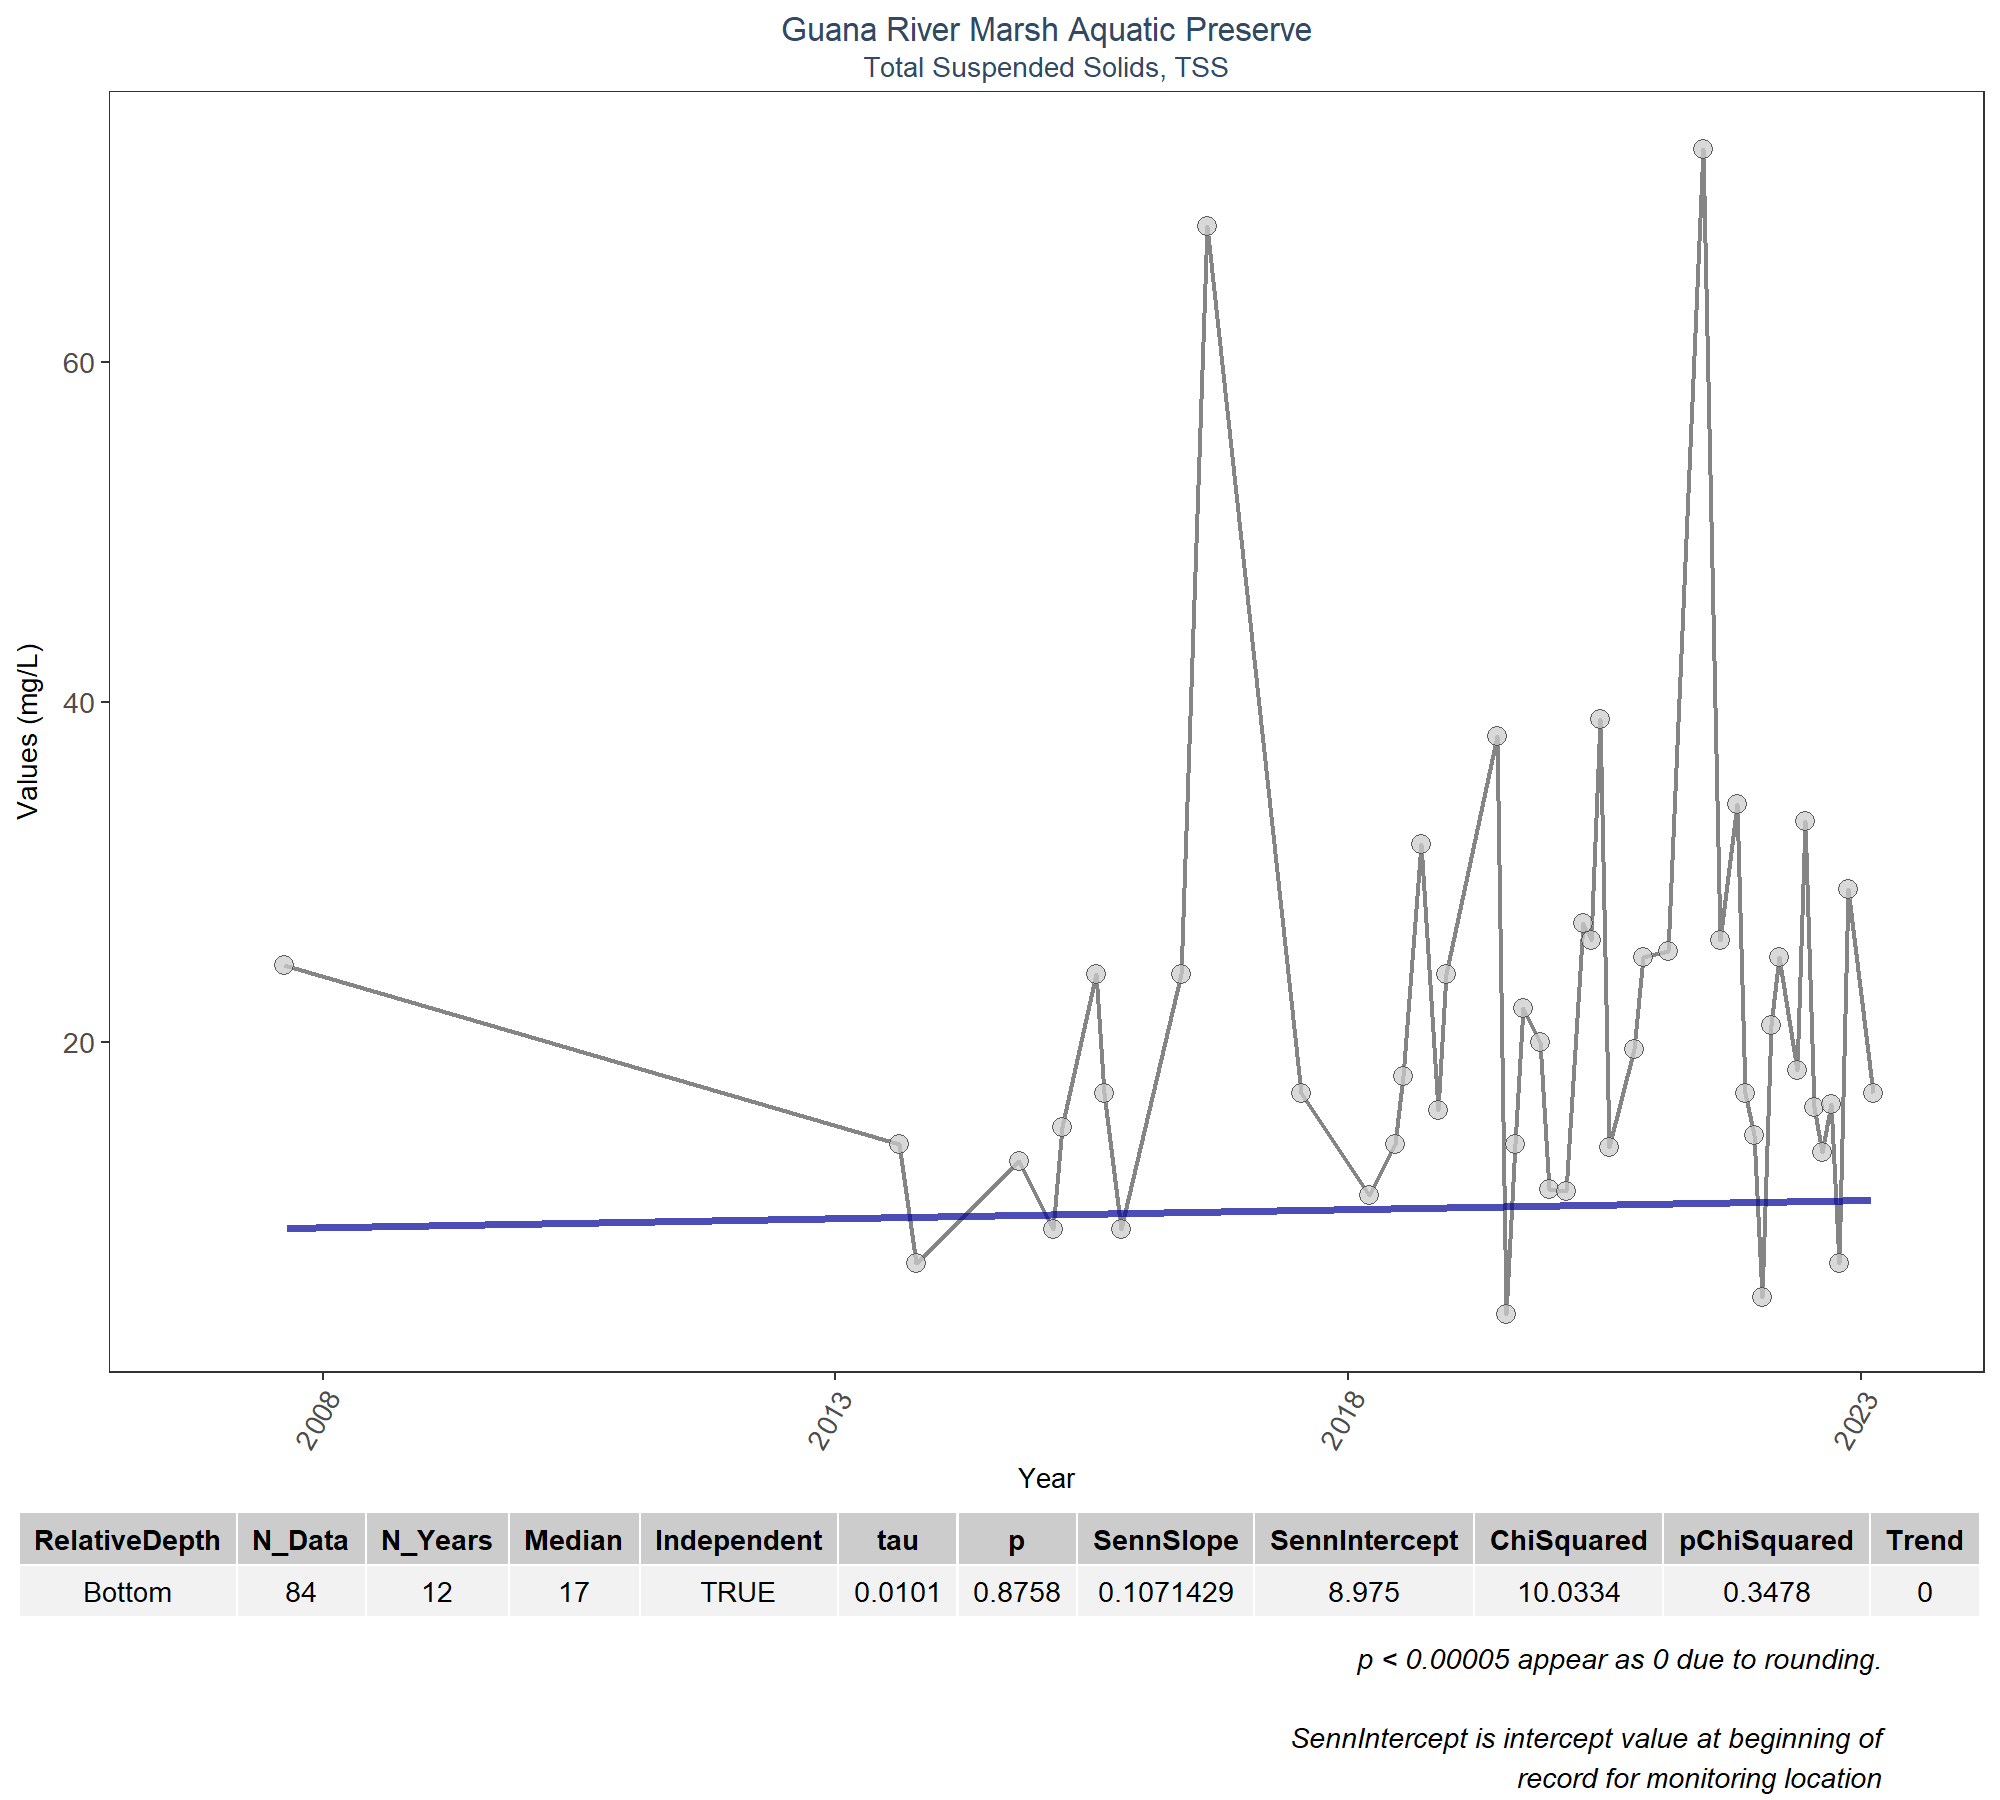 Guana River Marsh Aquatic Preserve
Total Suspended Solids, TSS
Values (mg/L)
60
40
20
2008
2013
2018
2023
Year
RelativeDepth N_Data N_Years Median Independent tau p SennSlope SennIntercept ChiSquared pChiSquared Trend
Bottom 84 12 17 TRUE 0.0101 0.8758 0.1071429 8.975 10.0334 0.3478 0
p < 0.00005 appear as 0 due to rounding.
SennIntercept is intercept value at beginning of
record for monitoring location